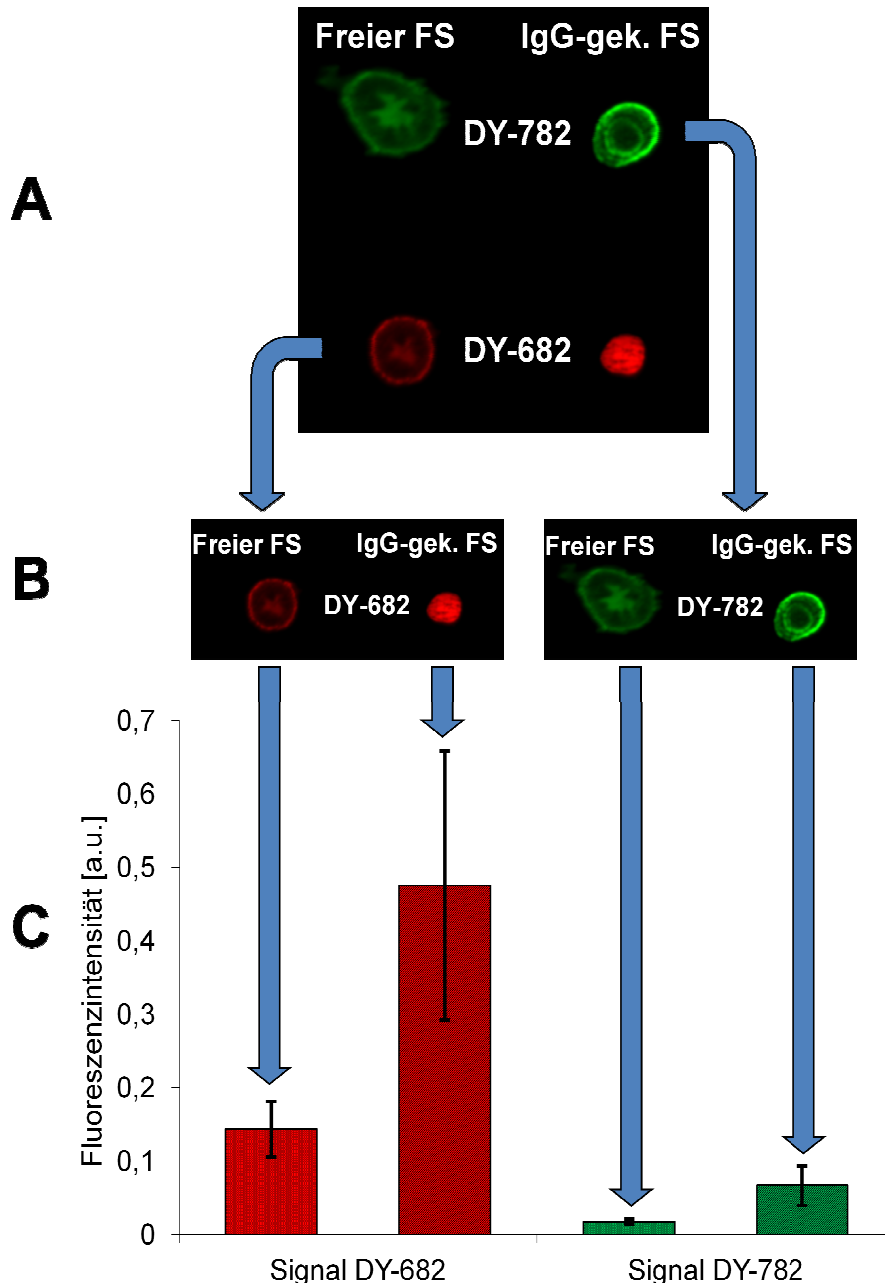 Freier FS IgG-gek. FS
DY-782
A
DY-682
B
Freier FS IgG-gek. FS
DY-682
Freier FS IgG-gek. FS
DY-782
C
Fluoreszenzintensität [a.u.]
0,7
0,6
0,5
0,4
0,3
0,2
0,1
0
Signal DY-682 Signal DY-782